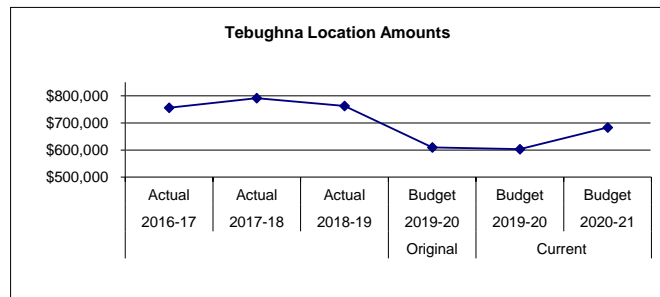 Tebughna Location Amounts
$800,000
$700,000
$600,000
$500,000
Actual Actual Actual Budget Budget Budget
2016-17 2017-18 2018-19 2019-20 2019-20 2020-21
Original Current